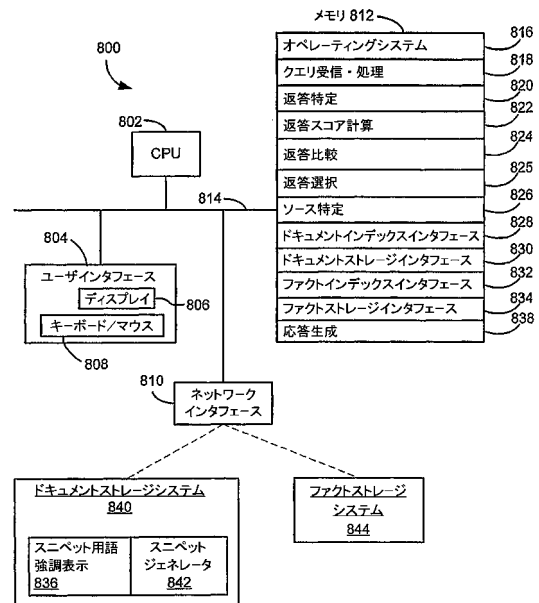 800
802
CPU
814
804
ユーザインタフェース
ディスプレイ
806
キーボード/マウス
808
810
ネットワーク
インタフェース
メモリ 812
オペレーティングシステム
816
クエリ受信・処理
818
返答特定
820
返答スコア計算
822
返答比較
824
返答選択
825
ソース特定
826
ドキュメントインデックスインタフェース
828
ドキュメントストレージインタフェース
830
ファクトインデックスインタフェース
832
ファクトストレージインタフェース
834
応答生成
838
ドキュメントストレージシステム
840
スニペット用語
強調表示
836
スニペット
ジェネレータ
842
ファクトストレージ
システム
844